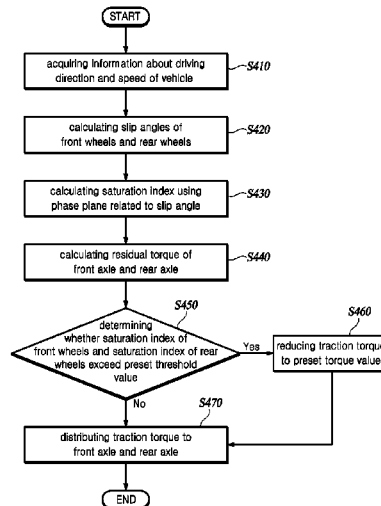 START
acquiring information about driving
direction and speed of vehicle
S410
calculating slip angles of
front wheels and rear wheels
S420
calculating saturation index using
phase plane related to slip angle
S430
calculating residual torque of
front axle and rear axle
S440
S450
determining
whether saturation index of
front wheels and saturation index of rear
wheels exceed preset threshold
value
Yes
S460
reducing traction torque
to preset torque value
No
S470
distributing traction torque to
front axle and rear axle
END